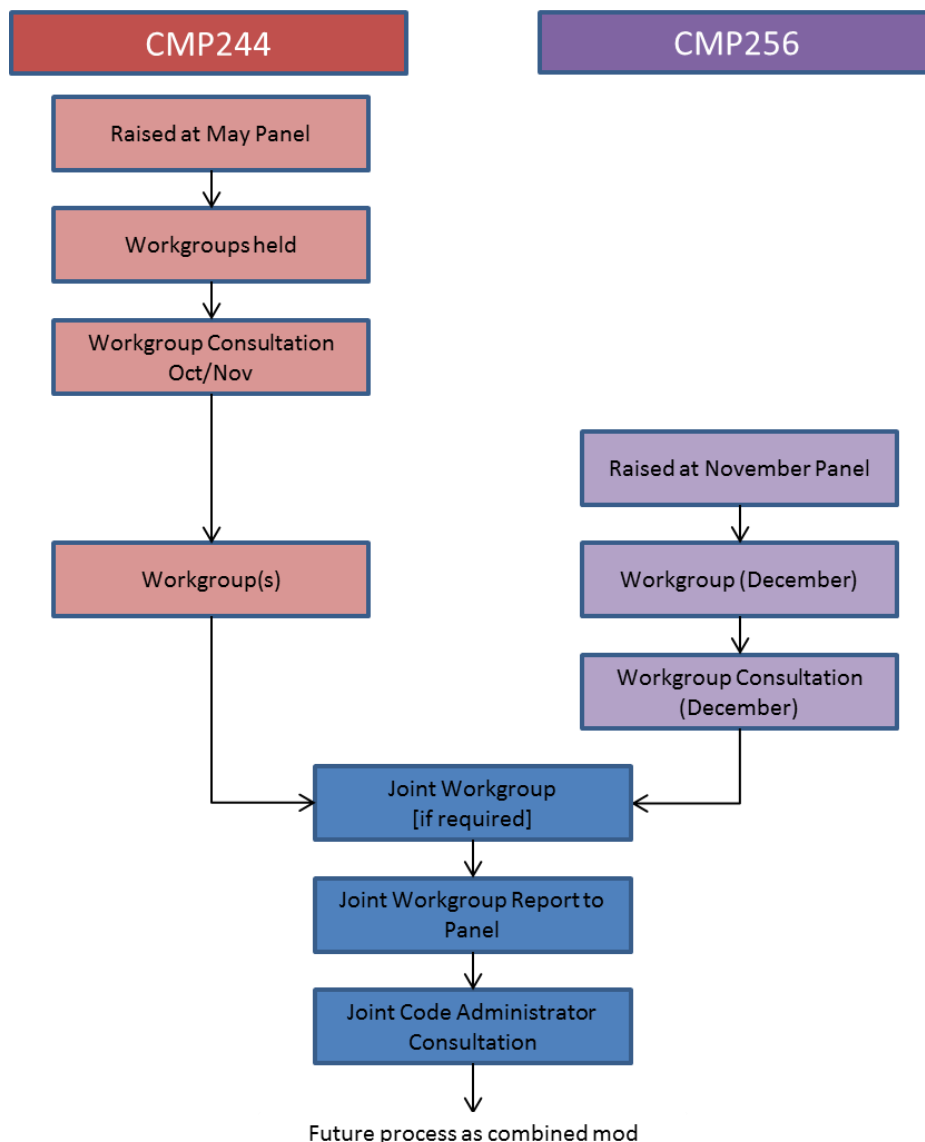 CMP244
CMP256
Raised at May Panel
Workgroups held
Workgroup Consultation
Oct/Nov
Raised at November Panel
Workgroup(s)
Workgroup (December)
Workgroup Consultation
(December)
Joint Workgroup
[if required]
Joint Workgroup Report to
Panel
Joint Code Administrator
Consultation
Future process as combined mod